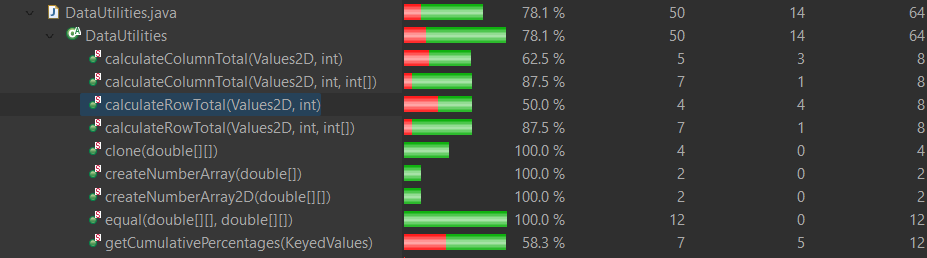 DataUtilities.java 78.1 % 50 14 64
DataUtilities 78.1 % 50 14 64
calculateColumnTotal(Values2D, int) 62.5 % 5 3 8
calculateColumnTotal(Values2D, int, int[]) 87.5 % 7 1 8
calculateRowTotal(Values2D, int) 50.0 % 4 4 8
calculateRowTotal(Values2D, int, int[]) 87.5 % 7 1 8
clone(double[][]) 100.0 % 4 0 4
createNumberArray(double[]) 100.0 % 2 0 2
createNumberArray2D(double[][]) 100.0 % 2 0 2
equal(double[][], double[][]) 100.0 % 12 0 12
getCumulativePercentages(KeyedValues) 58.3 % 7 5 12